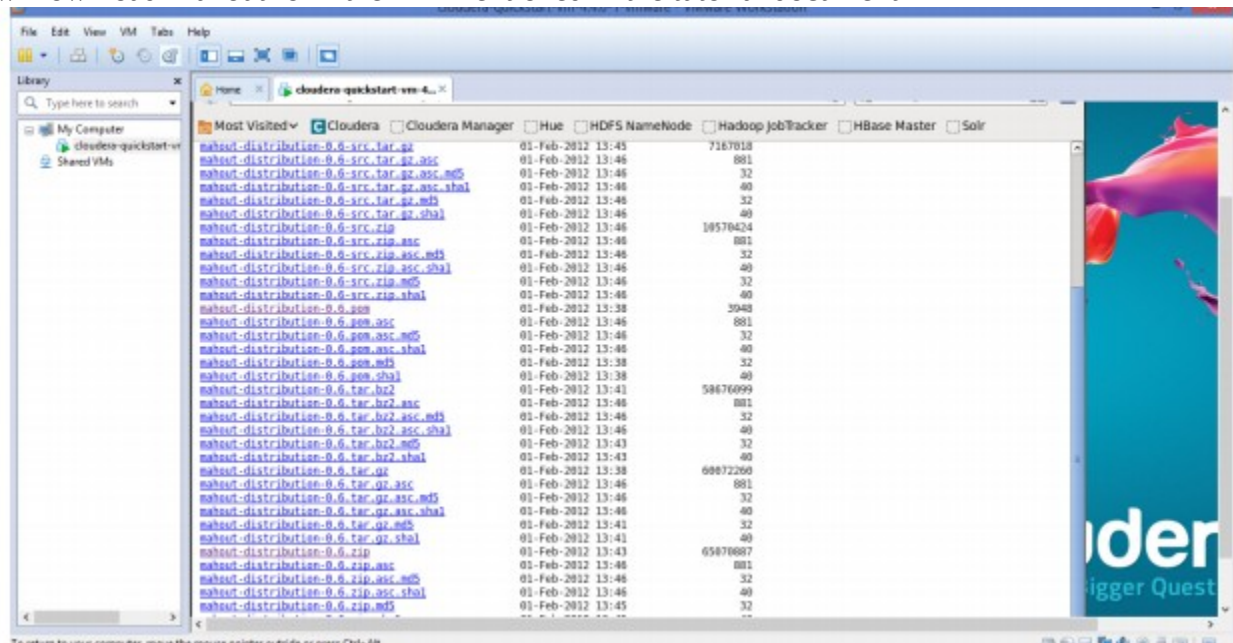 File Edit View VM Tabs Help
Library
Type here to search
My Computer
cloudera-quickstart-vr
Shared VMs
Home
cloudera-quickstart-vm-4...
Most Visited Cloudera Cloudera Manager Hue HDFS NameNode Hadoop JobTracker HBase Master Solr
mahout-distribution-0.6-src.tar.gz 01-Feb-2012 13:45 7167018
mahout-distribution-0.6-src.tar.gz.asc 01-Feb-2012 13:46 881
mahout-distribution-0.6-src.tar.gz.asc.md5 01-Feb-2012 13:46 32
mahout-distribution-0.6-src.tar.gz.asc.sha1 01-Feb-2012 13:46 40
mahout-distribution-0.6-src.tar.gz.md5 01-Feb-2012 13:46 32
mahout-distribution-0.6-src.tar.gz.sha1 01-Feb-2012 13:46 40
mahout-distribution-0.6-src.zip 01-Feb-2012 13:46 10570424
mahout-distribution-0.6-src.zip.asc 01-Feb-2012 13:46 881
mahout-distribution-0.6-src.zip.asc.md5 01-Feb-2012 13:46 32
mahout-distribution-0.6-src.zip.asc.sha1 01-Feb-2012 13:46 40
mahout-distribution-0.6-src.zip.md5 01-Feb-2012 13:46 32
mahout-distribution-0.6-src.zip.sha1 01-Feb-2012 13:46 40
mahout-distribution-0.6.pom 01-Feb-2012 13:38 3948
mahout-distribution-0.6.pom.asc 01-Feb-2012 13:46 881
mahout-distribution-0.6.pom.asc.md5 01-Feb-2012 13:46 32
mahout-distribution-0.6.pom.asc.sha1 01-Feb-2012 13:46 40
mahout-distribution-0.6.pom.md5 01-Feb-2012 13:38 32
mahout-distribution-0.6.pom.sha1 01-Feb-2012 13:38 40
mahout-distribution-0.6.tar.bz2 01-Feb-2012 13:41 58676099
mahout-distribution-0.6.tar.bz2.asc 01-Feb-2012 13:46 881
mahout-distribution-0.6.tar.bz2.asc.md5 01-Feb-2012 13:46 32
mahout-distribution-0.6.tar.bz2.asc.sha1 01-Feb-2012 13:46 40
mahout-distribution-0.6.tar.bz2.md5 01-Feb-2012 13:43 32
mahout-distribution-0.6.tar.bz2.sha1 01-Feb-2012 13:43 40
mahout-distribution-0.6.tar.gz 01-Feb-2012 13:38 60072260
mahout-distribution-0.6.tar.gz.asc 01-Feb-2012 13:46 881
mahout-distribution-0.6.tar.gz.asc.md5 01-Feb-2012 13:46 32
mahout-distribution-0.6.tar.gz.asc.sha1 01-Feb-2012 13:46 40
mahout-distribution-0.6.tar.gz.md5 01-Feb-2012 13:41 32
mahout-distribution-0.6.tar.gz.sha1 01-Feb-2012 13:41 40
mahout-distribution-0.6.zip 01-Feb-2012 13:43 65070887
mahout-distribution-0.6.zip.asc 01-Feb-2012 13:46 881
mahout-distribution-0.6.zip.asc.md5 01-Feb-2012 13:46 32
mahout-distribution-0.6.zip.asc.sha1 01-Feb-2012 13:46 40
mahout-distribution-0.6.zip.md5 01-Feb-2012 13:45 32
uder
igger Quest